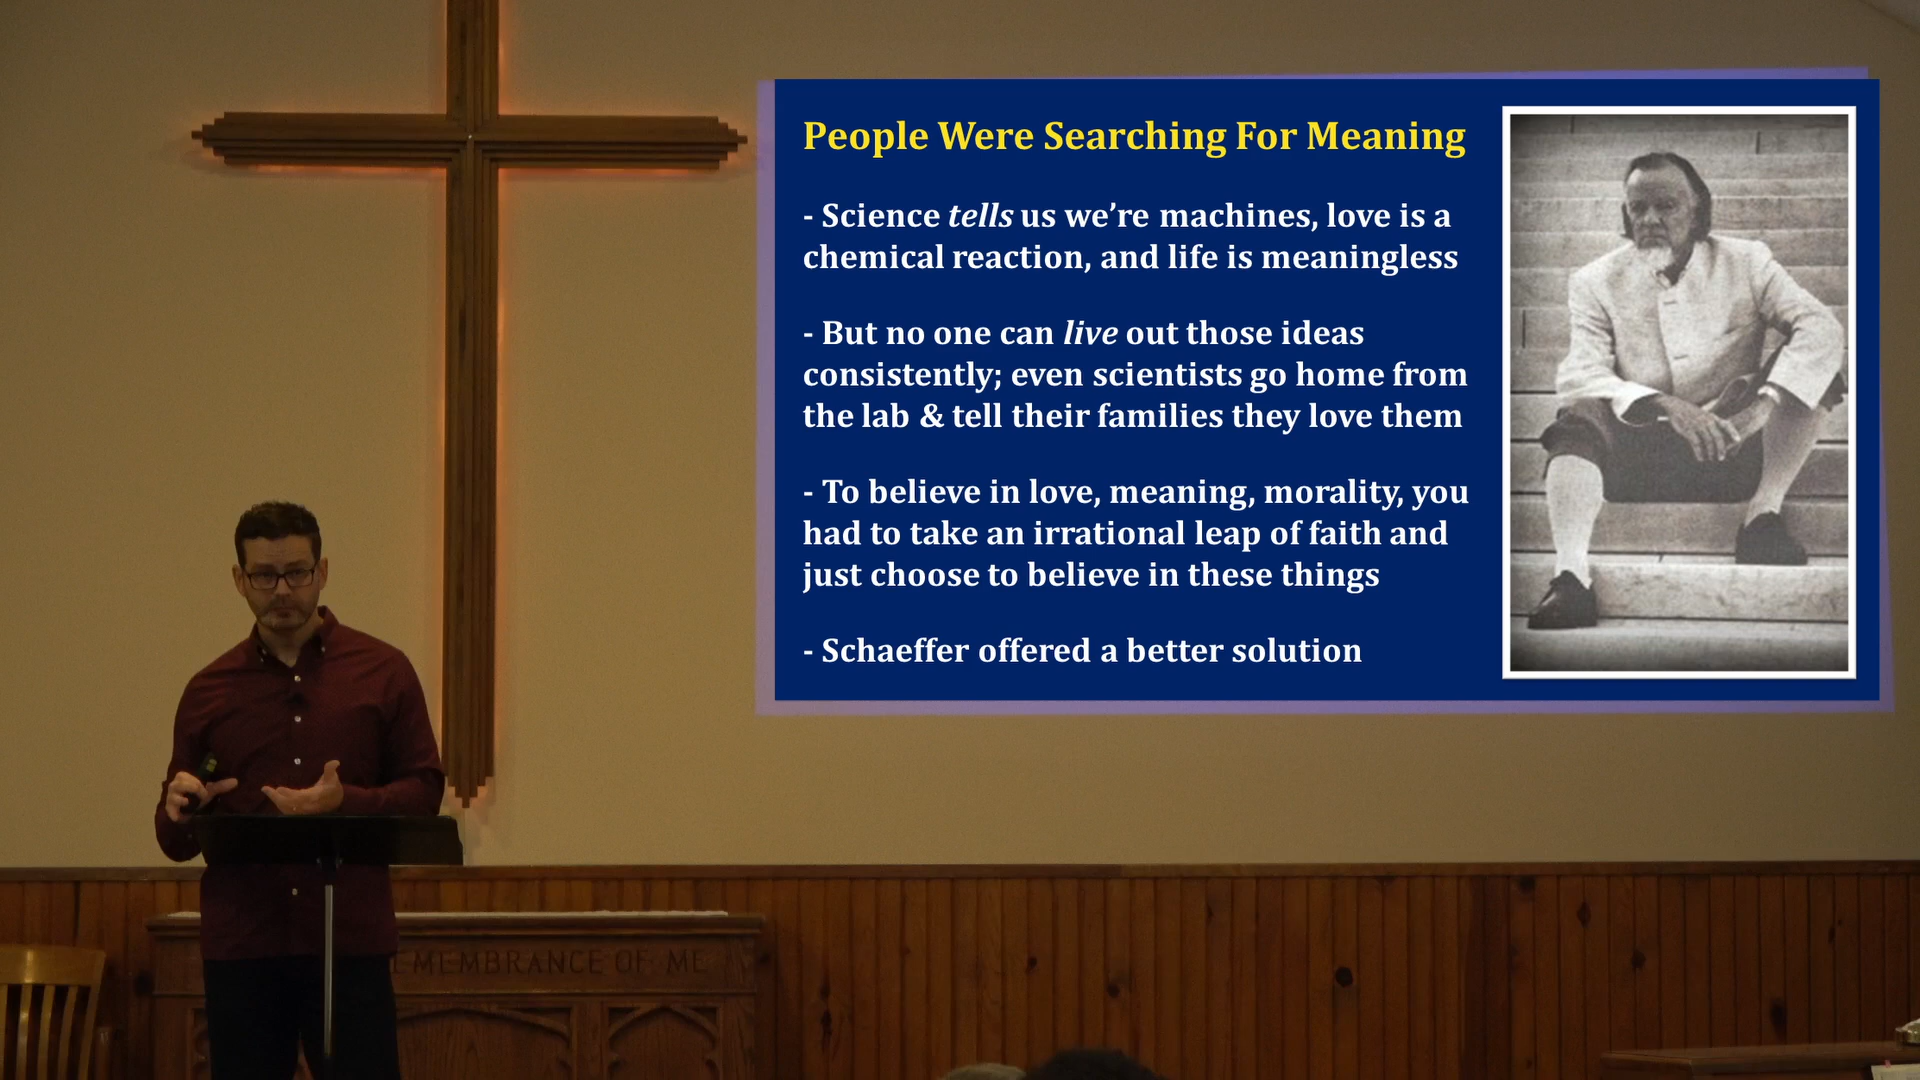 People Were Searching For Meaning
- Science tells us we’re machines, love is a
chemical reaction, and life is meaningless
- But no one can live out those ideas
consistently; even scientists go home from
the lab & tell their families they love them
- To believe in love, meaning, morality, you
had to take an irrational leap of faith and
just choose to believe in these things
- Schaeffer offered a better solution
EMEMBRANCE OF ME